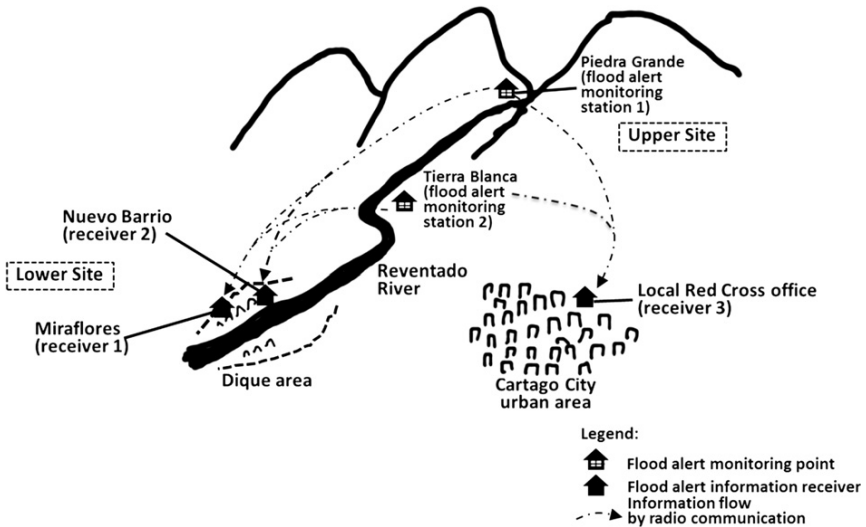 Piedra Grande
(flood alert
monitoring
station 1)
Upper Site
Tierra Blanca
(flood alert
monitoring
station 2)
Nuevo Barrio
(receiver 2)
Lower Site
Reventado
River
Local Red Cross office
(receiver 3)
Miraflores
(receiver 1)
Dique area
Cartago City
urban area
Legend:
Flood alert monitoring point
Flood alert information receiver
Information flow
by radio communication